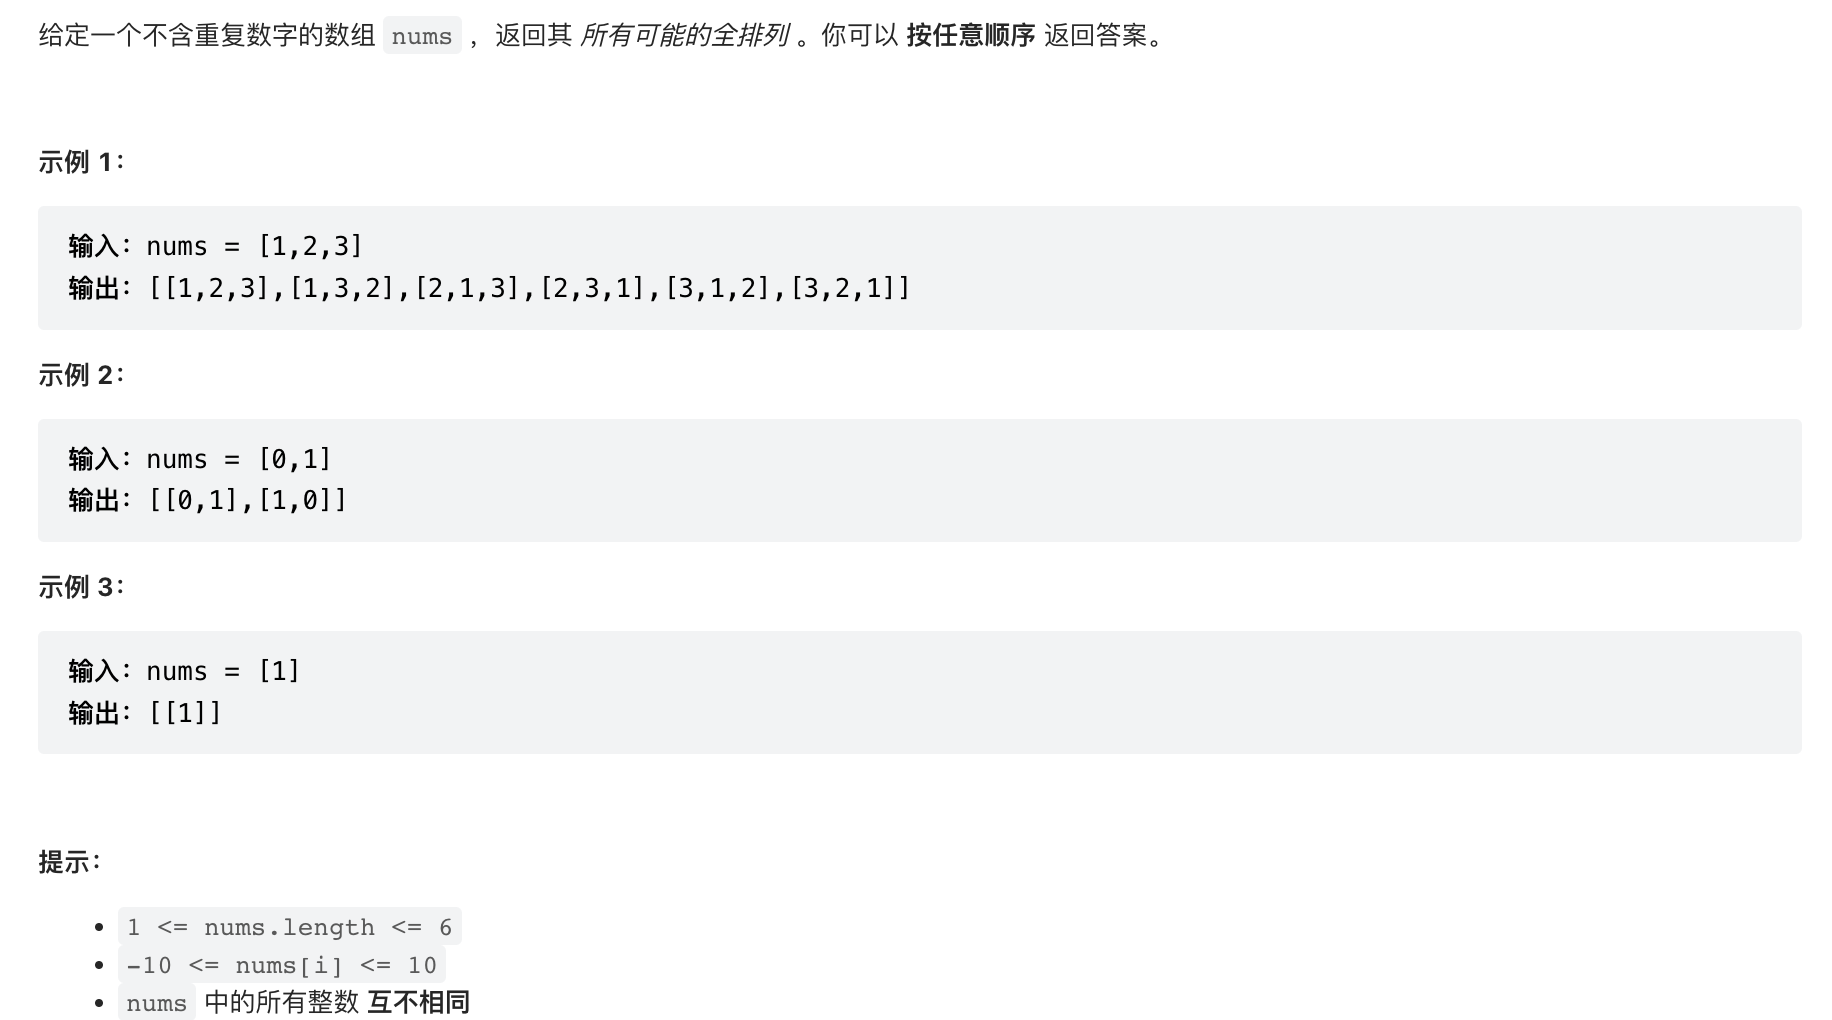 给定一个不含重复数字的数组 nums ，返回其 所有可能的全排列 。你可以 按任意顺序 返回答案。
示例 1：
输入：nums = [1,2,3]
输出：[[1,2,3],[1,3,2],[2,1,3],[2,3,1],[3,1,2],[3,2,1]]
示例 2：
输入：nums = [0,1]
输出：[[0,1],[1,0]]
示例 3：
输入：nums = [1]
输出：[[1]]
提示：
• 1 <= nums.length <= 6
• -10 <= nums[i] <= 10
• nums 中的所有整数 互不相同